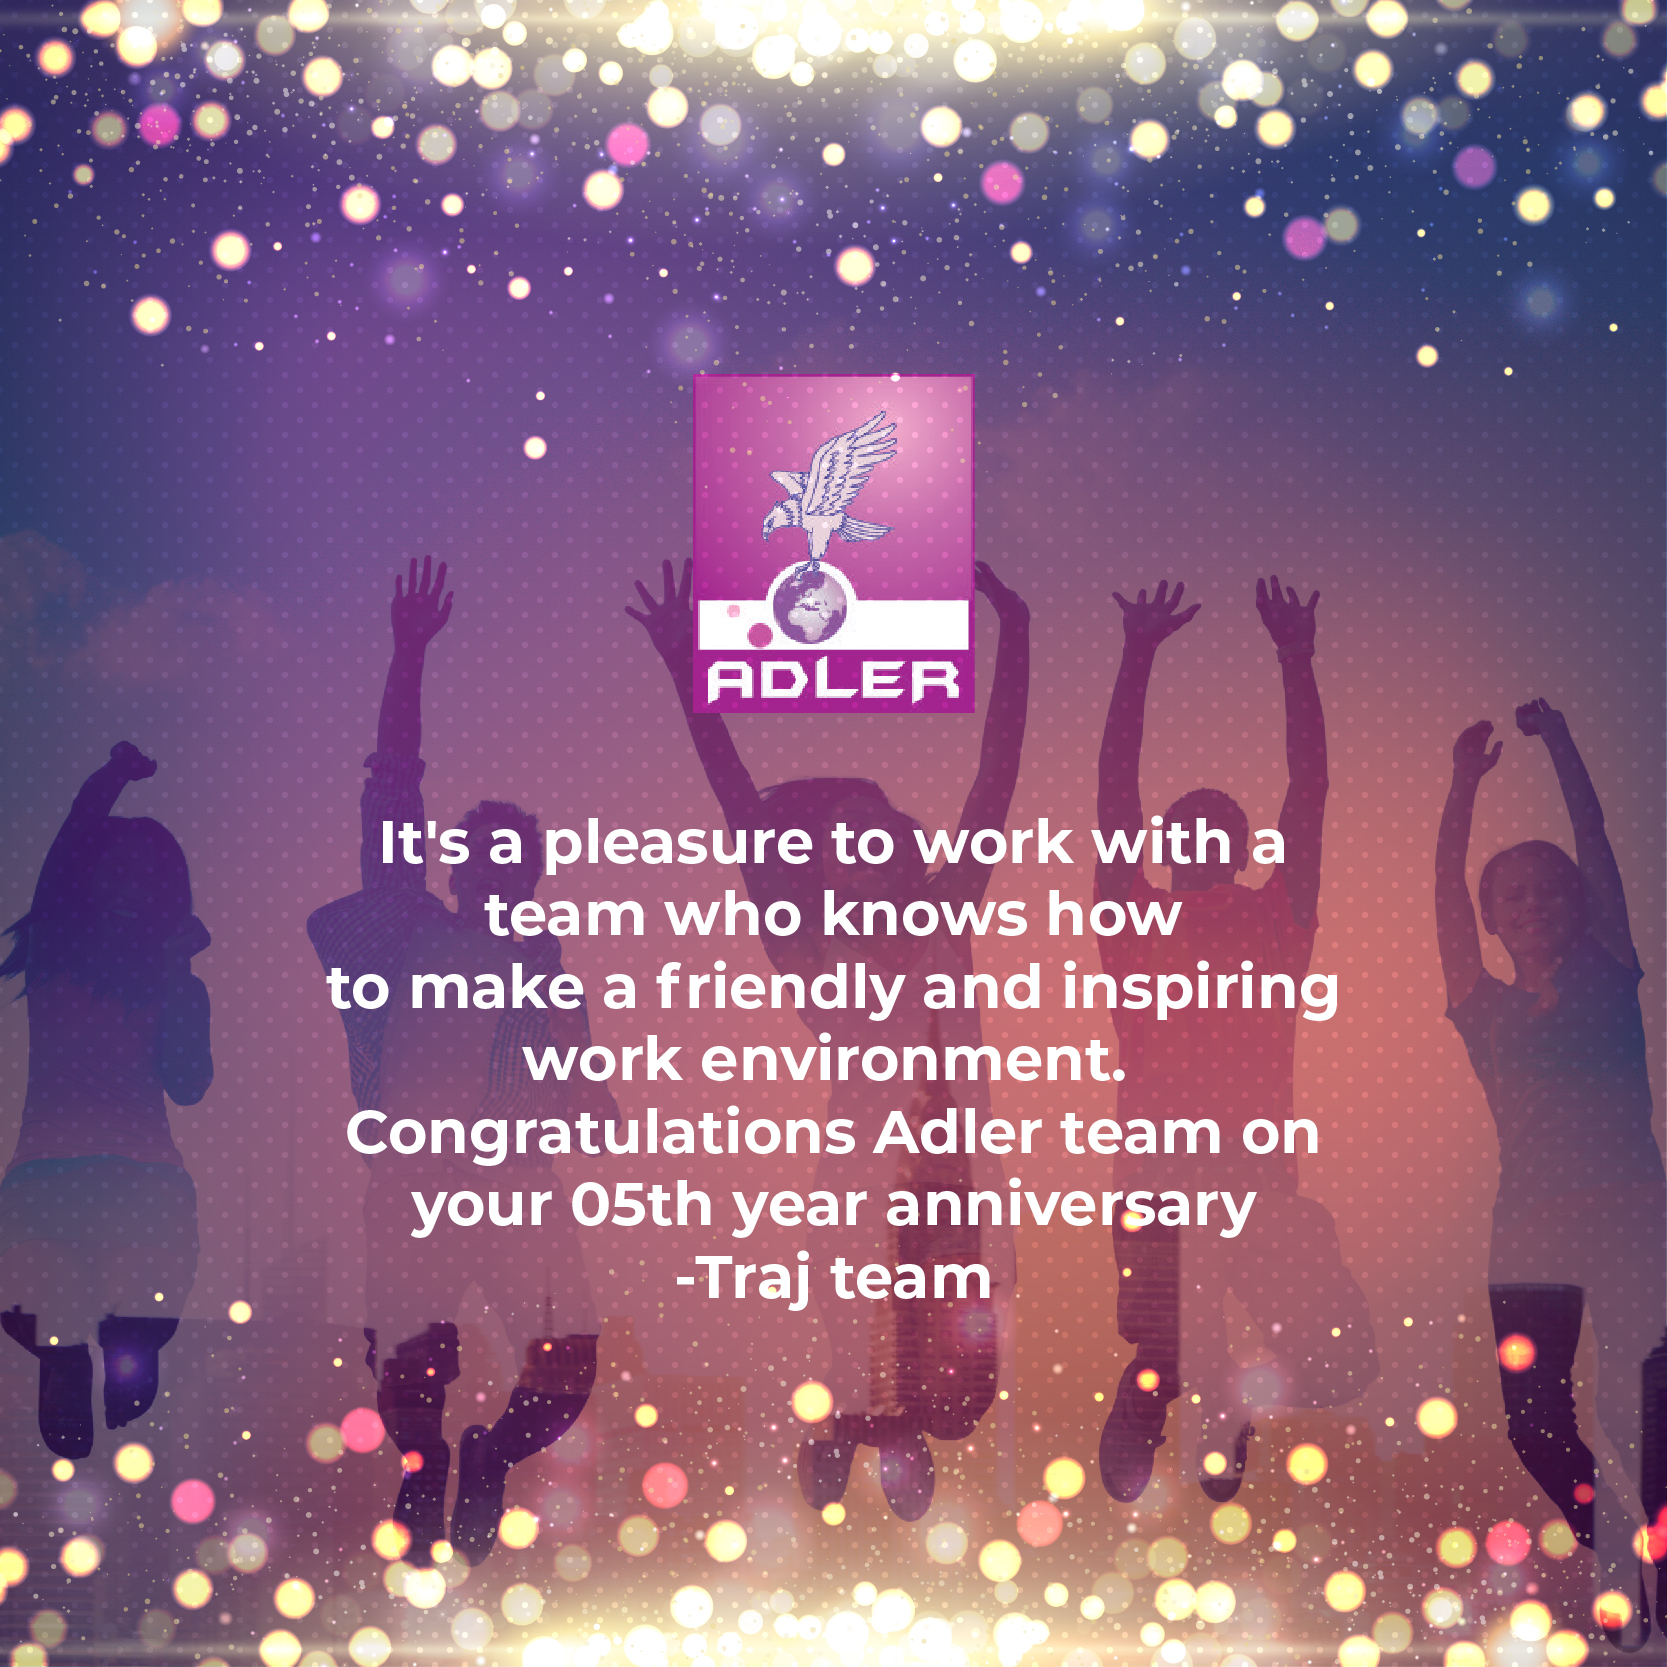 ADLER
It's a pleasure to work with a
team who knows how
to make a friendly and inspiring
work environment.
Congratulations Adler team on
your 05th year anniversary
-Traj team